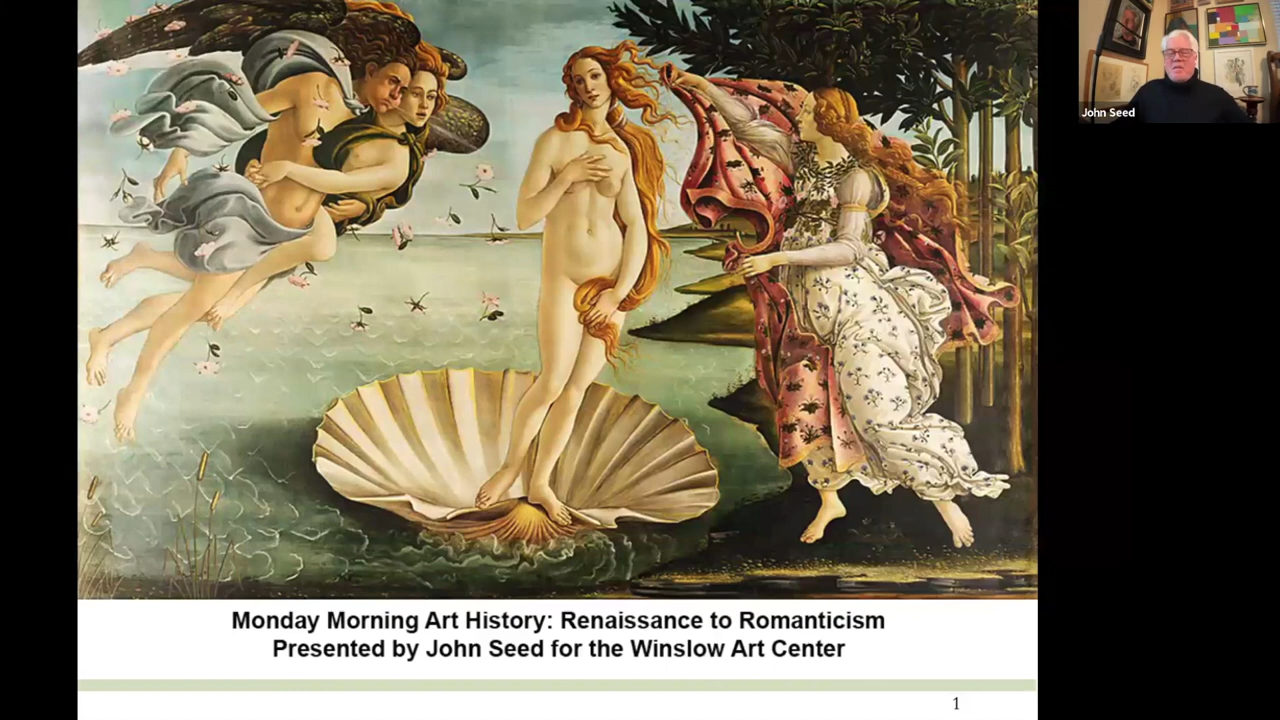 John Seed
Monday Morning Art History: Renaissance to Romanticism
Presented by John Seed for the Winslow Art Center
1